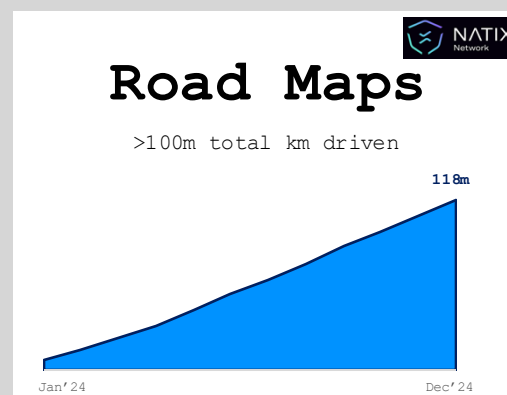 NATIX
Network
Road Maps
>100m total km driven
118m
Jan’24
Dec’24